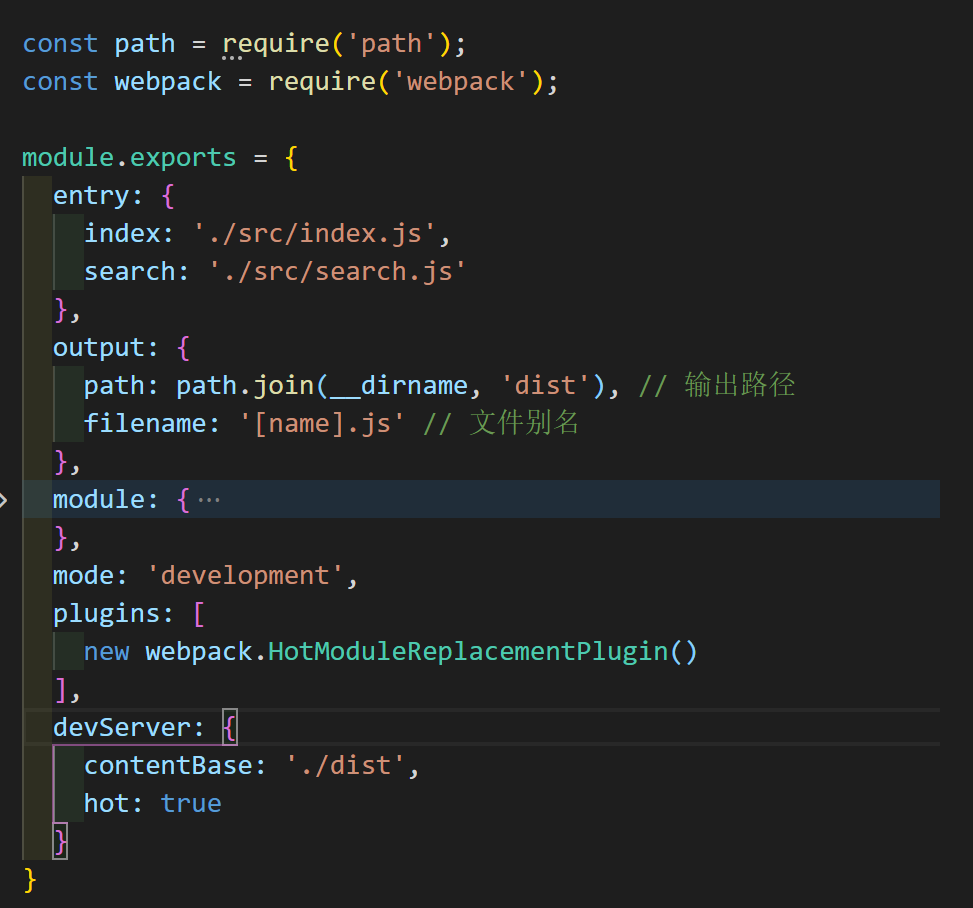 const path = require('path');
const webpack = require('webpack');
module.exports = {
entry: {
index: './src/index.js',
search: './src/search.js'
},
output: {
path: path.join(__dirname, 'dist'), // 输出路径
filename: '[name].js' // 文件别名
},
module: {···
},
mode: 'development',
plugins: [
new webpack.HotModuleReplacementPlugin()
],
devServer: {
contentBase: './dist',
hot: true
}
}